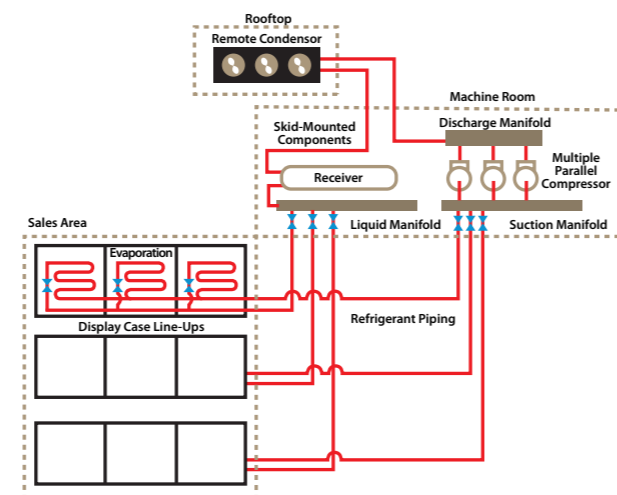 Rooftop
Remote Condensor
Machine Room
Discharge Manifold
Skid-Mounted
Components
Multiple
Parallel
Compressor
Receiver
Sales Area
Liquid Manifold
Suction Manifold
Evaporation
Refrigerant Piping
Display Case Line-Ups